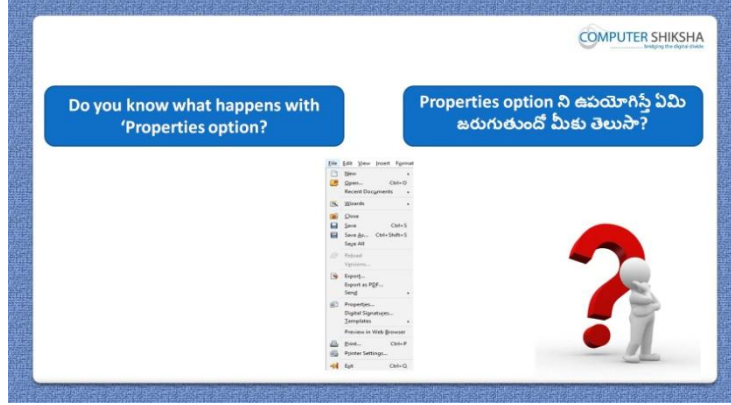 COMPUTER SHIKSHA
Bridging the digital divide
Do you know what happens with
‘Properties option?
Properties option ని ఉపయోగిస్తే ఏమి
జరుగుతుందో మీకు తెలుసా?
File Edit View Insert Format
New
Open... Ctrl+O
Recent Documents
Wizards
Close
Save Ctrl+S
Save As... Ctrl+Shift+S
Save All
Reload
Versions...
Export...
Export as PDF...
Send
Properties...
Digital Signatures...
Templates
Preview in Web Browser
Print... Ctrl+P
Printer Settings...
Exit Ctrl+Q